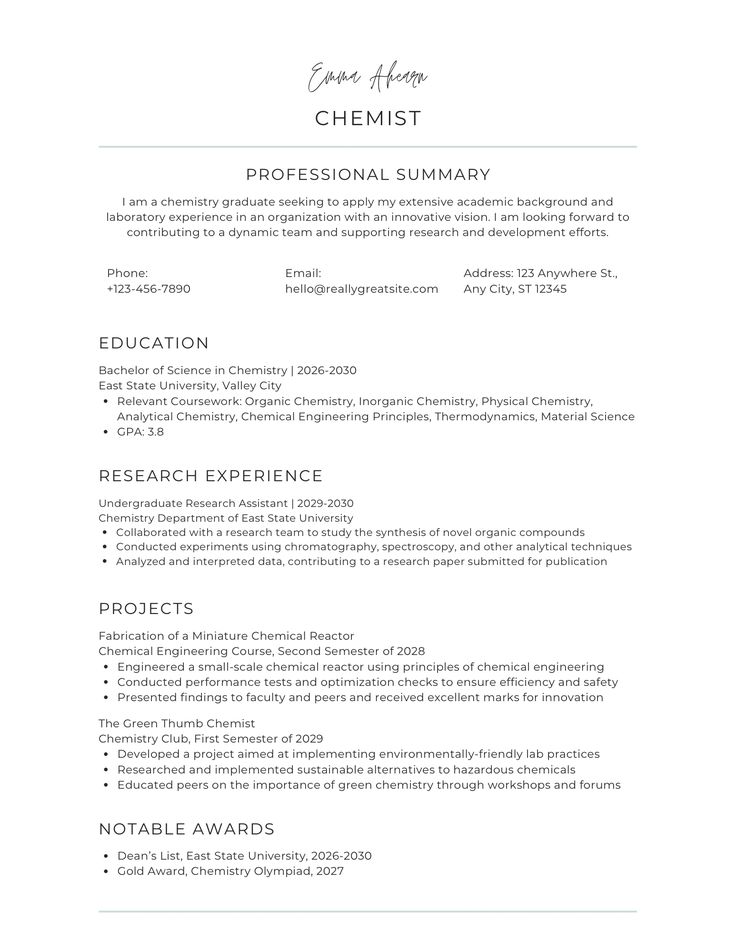 Emma Ahearn
CHEMIST
PROFESSIONAL SUMMARY
I am a chemistry graduate seeking to apply my extensive academic background and
laboratory experience in an organization with an innovative vision. I am looking forward to
contributing to a dynamic team and supporting research and development efforts.
Phone:
+123-456-7890
Email:
hello@reallygreatsite.com
Address: 123 Anywhere St.,
Any City, ST 12345
EDUCATION
Bachelor of Science in Chemistry | 2026-2030
East State University, Valley City
• Relevant Coursework: Organic Chemistry, Inorganic Chemistry, Physical Chemistry,
Analytical Chemistry, Chemical Engineering Principles, Thermodynamics, Material Science
• GPA: 3.8
RESEARCH EXPERIENCE
Undergraduate Research Assistant | 2029-2030
Chemistry Department of East State University
• Collaborated with a research team to study the synthesis of novel organic compounds
• Conducted experiments using chromatography, spectroscopy, and other analytical techniques
• Analyzed and interpreted data, contributing to a research paper submitted for publication
PROJECTS
Fabrication of a Miniature Chemical Reactor
Chemical Engineering Course, Second Semester of 2028
• Engineered a small-scale chemical reactor using principles of chemical engineering
• Conducted performance tests and optimization checks to ensure efficiency and safety
• Presented findings to faculty and peers and received excellent marks for innovation
The Green Thumb Chemist
Chemistry Club, First Semester of 2029
• Developed a project aimed at implementing environmentally-friendly lab practices
• Researched and implemented sustainable alternatives to hazardous chemicals
• Educated peers on the importance of green chemistry through workshops and forums
NOTABLE AWARDS
• Dean's List, East State University, 2026-2030
• Gold Award, Chemistry Olympiad, 2027